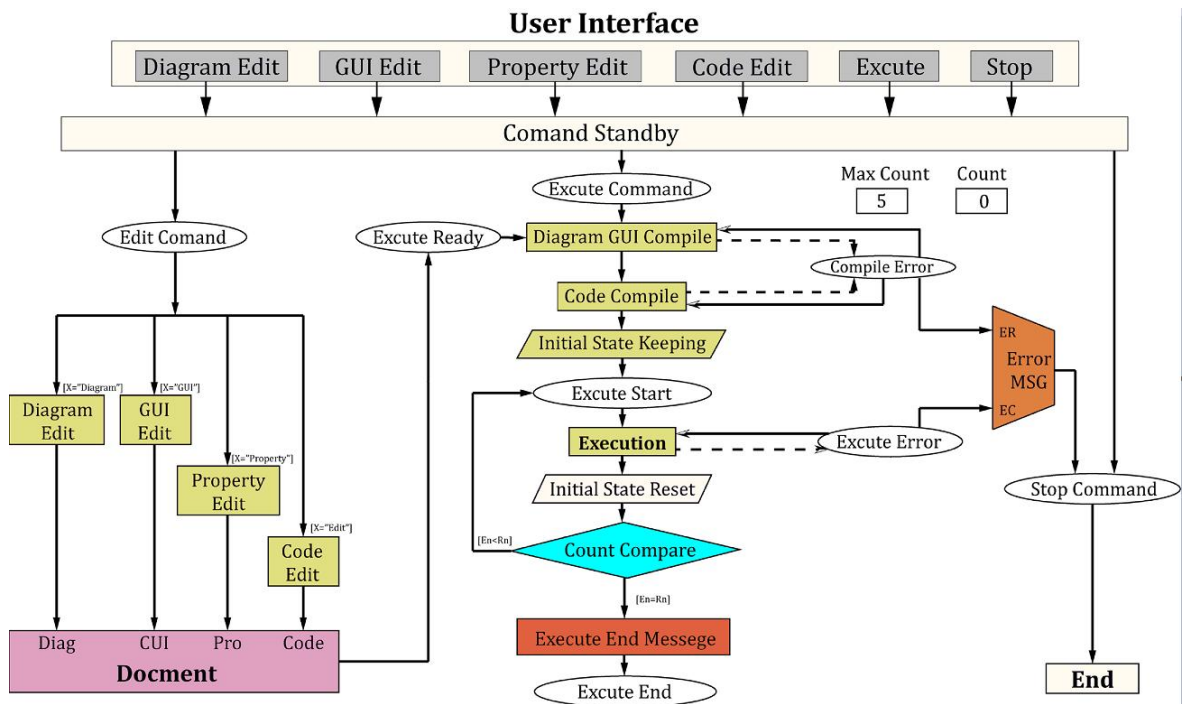 User Interface
Diagram Edit
GUI Edit
Property Edit
Code Edit
Excute
Stop
Comand Standby
Excute Command
Max Count
Count
5
0
Edit Comand
Excute Ready
Diagram GUI Compile
Compile Error
Code Compile
Initial State Keeping
ER
Error
MSG
EC
[X="Diagram"]
[X="GUI"]
Diagram
Edit
GUI
Edit
Excute Start
Execution
Excute Error
[X="Property"]
Property
Edit
Initial State Reset
Stop Command
[X="Edit"]
Code
Edit
[En<Rn]
Count Compare
[En=Rn]
Diag
CUI
Pro
Code
Docment
Execute End Messege
Excute End
End